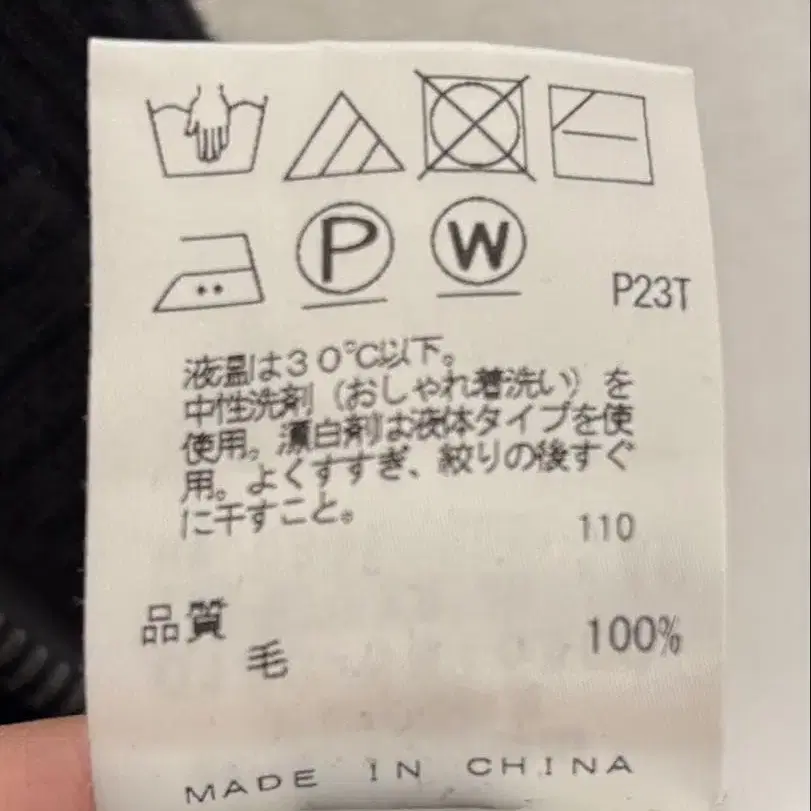 P W
P23T
液温は30℃以下。
中性洗剤（おしゃれ着洗い）を
使用。漂白剤は液体タイプを使
用。よくすすぎ、絞りの後すぐ
に干すこと。
110
品質
毛 100%
MADE IN CHINA